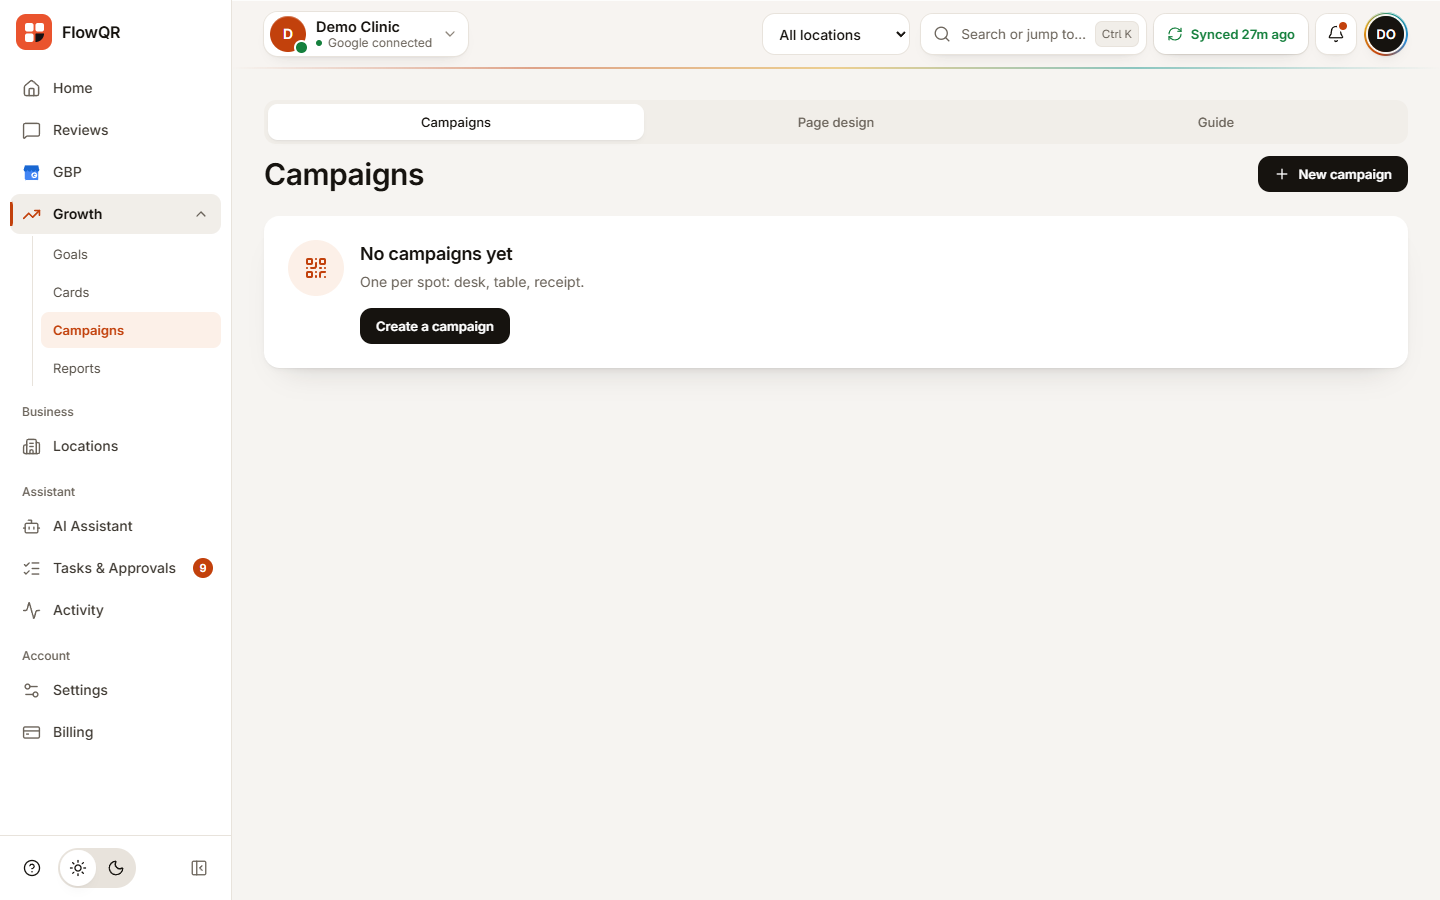 FlowQR
Home
Reviews
GBP
Growth
Goals
Cards
Campaigns
Reports
Business
Locations
Assistant
AI Assistant
Tasks & Approvals 9
Activity
Account
Settings
Billing
D
Demo Clinic
Google connected
All locations
Search or jump to... Ctrl K
Synced 27m ago
DO
Campaigns Page design Guide
Campaigns
New campaign
No campaigns yet
One per spot: desk, table, receipt.
Create a campaign